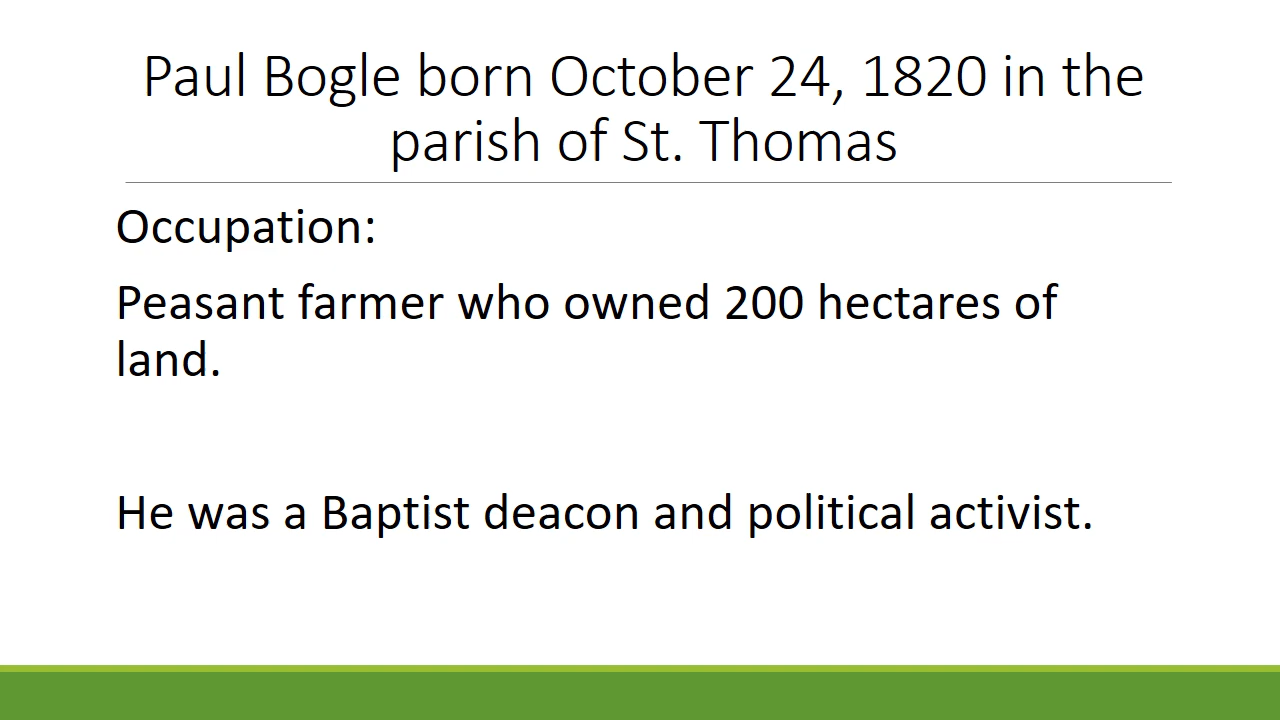 Paul Bogle born October 24, 1820 in the
parish of St. Thomas
Occupation:
Peasant farmer who owned 200 hectares of
land.
He was a Baptist deacon and political activist.